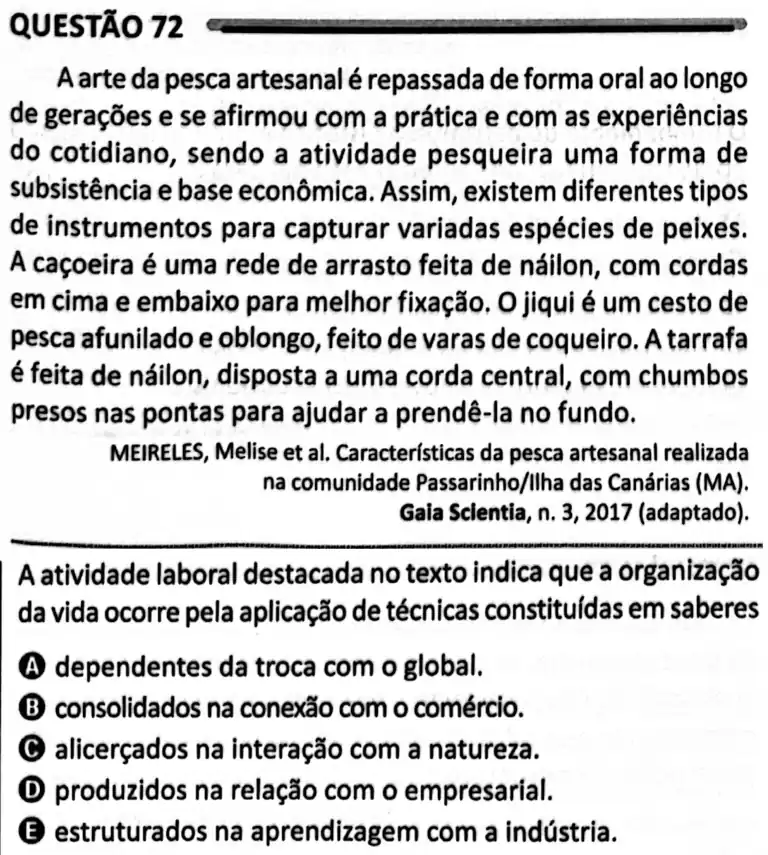 QUESTÃO 72
A arte da pesca artesanal é repassada de forma oral ao longo
de gerações e se afirmou com a prática e com as experiências
do cotidiano, sendo a atividade pesqueira uma forma de
subsistência e base econômica. Assim, existem diferentes tipos
de instrumentos para capturar variadas espécies de peixes.
A caçoeira é uma rede de arrasto feita de náilon, com cordas
em cima e embaixo para melhor fixação. O jiqui é um cesto de
pesca afunilado e oblongo, feito de varas de coqueiro. A tarrafa
é feita de náilon, disposta a uma corda central, com chumbos
presos nas pontas para ajudar a prendê-la no fundo.
MEIRELES, Melise et al. Características da pesca artesanal realizada
na comunidade Passarinho/Ilha das Canárias (MA).
Gaia Scientia, n. 3, 2017 (adaptado).
A atividade laboral destacada no texto indica que a organização
da vida ocorre pela aplicação de técnicas constituídas em saberes
A dependentes da troca com o global.
B consolidados na conexão com o comércio.
C alicerçados na interação com a natureza.
D produzidos na relação com o empresarial.
E estruturados na aprendizagem com a indústria.